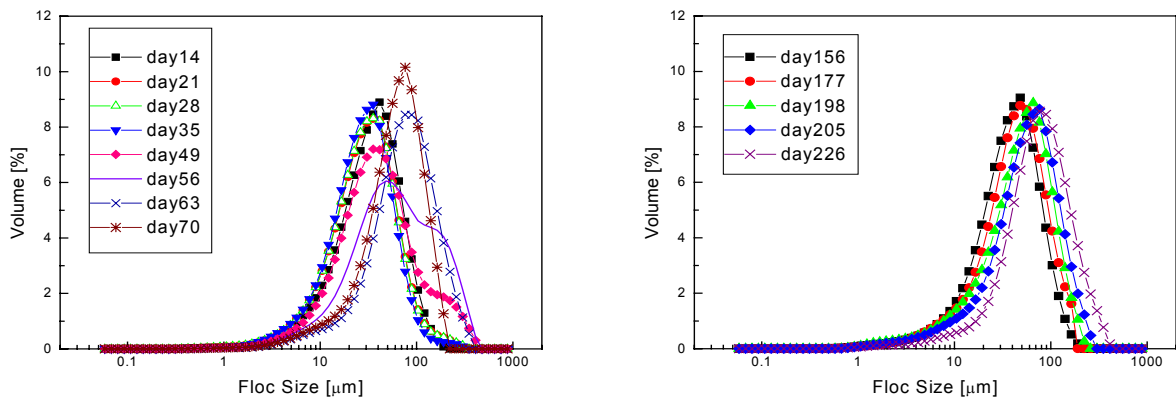 12
10
8
6
4
2
0
Volume [%]
day14
day21
day28
day35
day49
day56
day63
day70
0.1
1
10
100
1000
Floc Size [μm]
12
10
8
6
4
2
0
Volume [%]
day156
day177
day198
day205
day226
0.1
1
10
100
1000
Floc Size [μm]